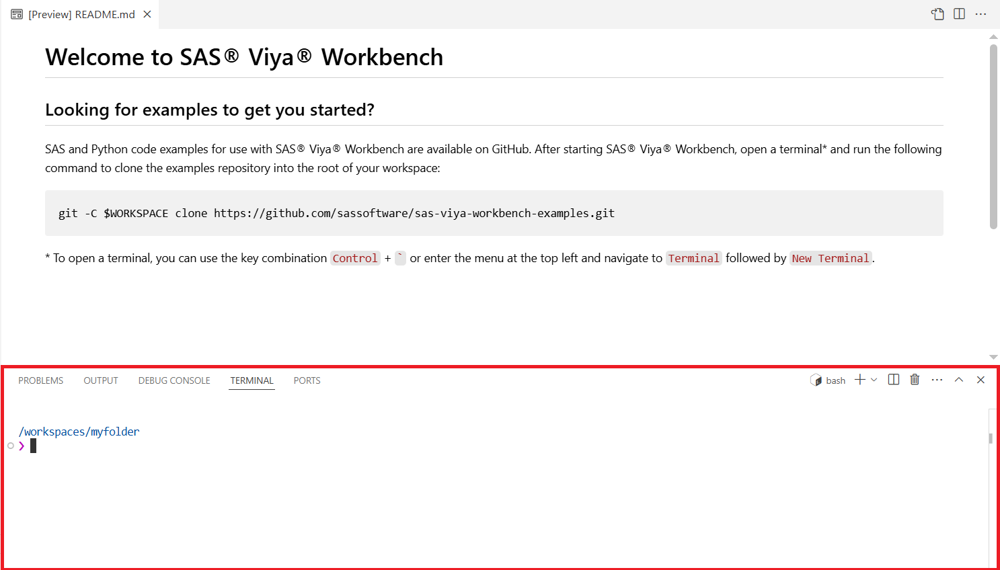 [Preview] README.md
Welcome to SAS® Viya® Workbench
Looking for examples to get you started?
SAS and Python code examples for use with SAS® Viya® Workbench are available on GitHub. After starting SAS® Viya® Workbench, open a terminal* and run the following
command to clone the examples repository into the root of your workspace:
git -C $WORKSPACE clone https://github.com/sassoftware/sas-viya-workbench-examples.git
* To open a terminal, you can use the key combination Control + ` or enter the menu at the top left and navigate to Terminal followed by New Terminal.
PROBLEMS OUTPUT DEBUG CONSOLE TERMINAL PORTS bash
/workspaces/myfolder
❯